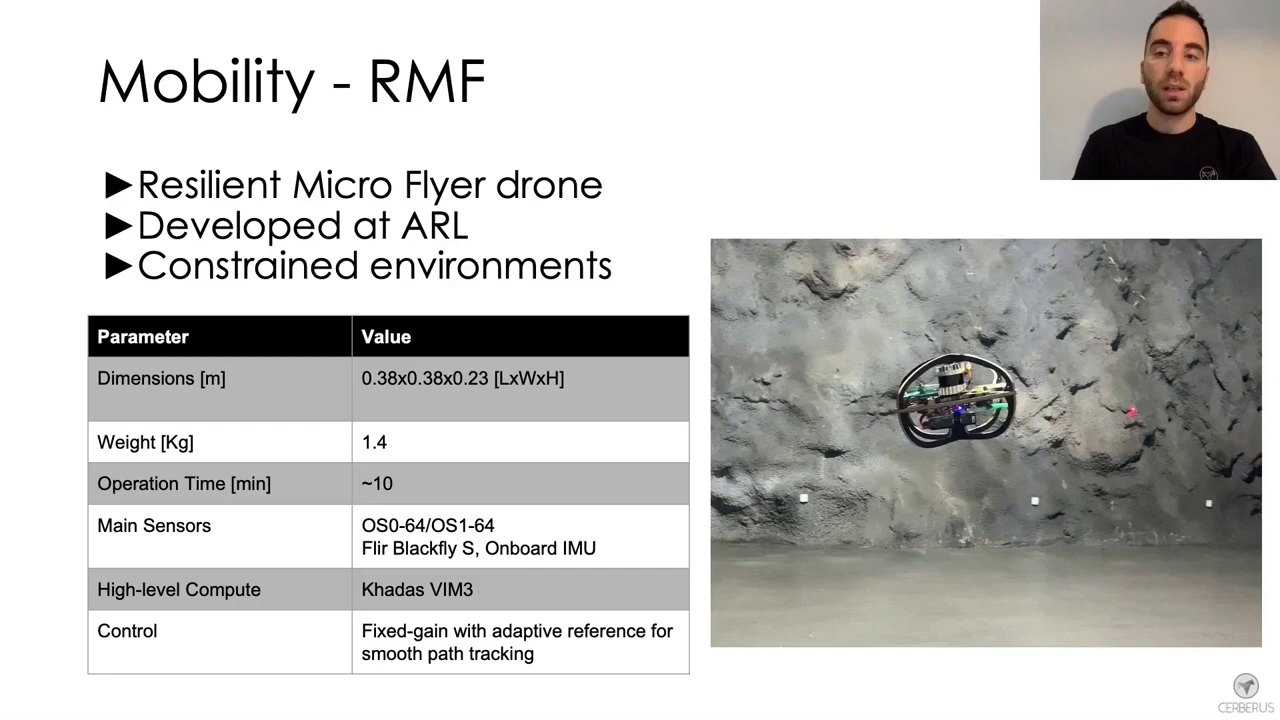 Mobility - RMF
►Resilient Micro Flyer drone
►Developed at ARL
►Constrained environments
Parameter Value
Dimensions [m] 0.38x0.38x0.23 [LxWxH]
Weight [Kg] 1.4
Operation Time [min] ~10
Main Sensors OS0-64/OS1-64
Flir Blackfly S, Onboard IMU
High-level Compute Khadas VIM3
Control Fixed-gain with adaptive reference for
smooth path tracking
CERBERUS